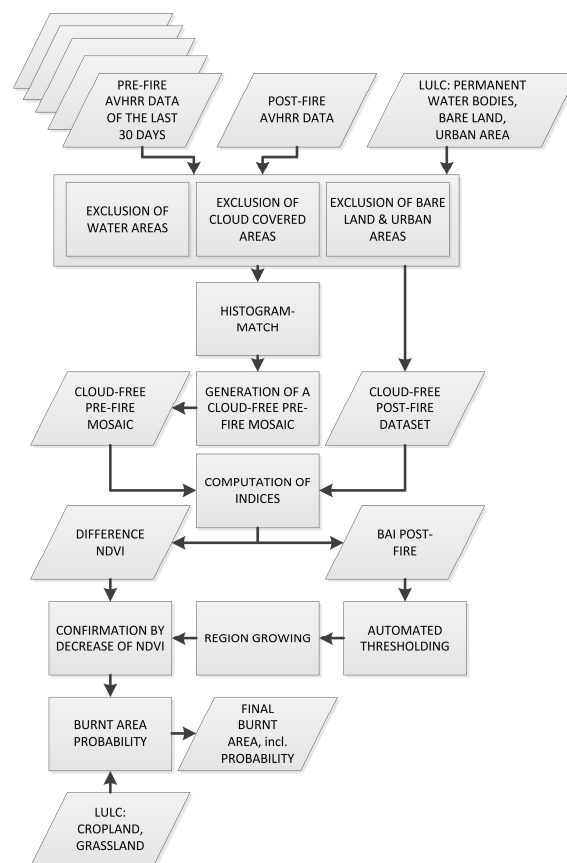 PRE-FIRE
AVHRR DATA
OF THE LAST
30 DAYS
POST-FIRE
AVHRR DATA
LULC: PERMANENT
WATER BODIES,
BARE LAND,
URBAN AREA
EXCLUSION OF
WATER AREAS
EXCLUSION OF
CLOUD COVERED
AREAS
EXCLUSION OF BARE
LAND & URBAN
AREAS
HISTOGRAM-
MATCH
CLOUD-FREE
PRE-FIRE
MOSAIC
GENERATION OF A
CLOUD-FREE PRE-
FIRE MOSAIC
CLOUD-FREE
POST-FIRE
DATASET
COMPUTATION OF
INDICES
DIFFERENCE
NDVI
BAI POST-
FIRE
CONFIRMATION BY
DECREASE OF NDVI
REGION GROWING
AUTOMATED
THRESHOLDING
BURNT AREA
PROBABILITY
FINAL
BURNT
AREA, incl.
PROBABILITY
LULC:
CROPLAND,
GRASSLAND